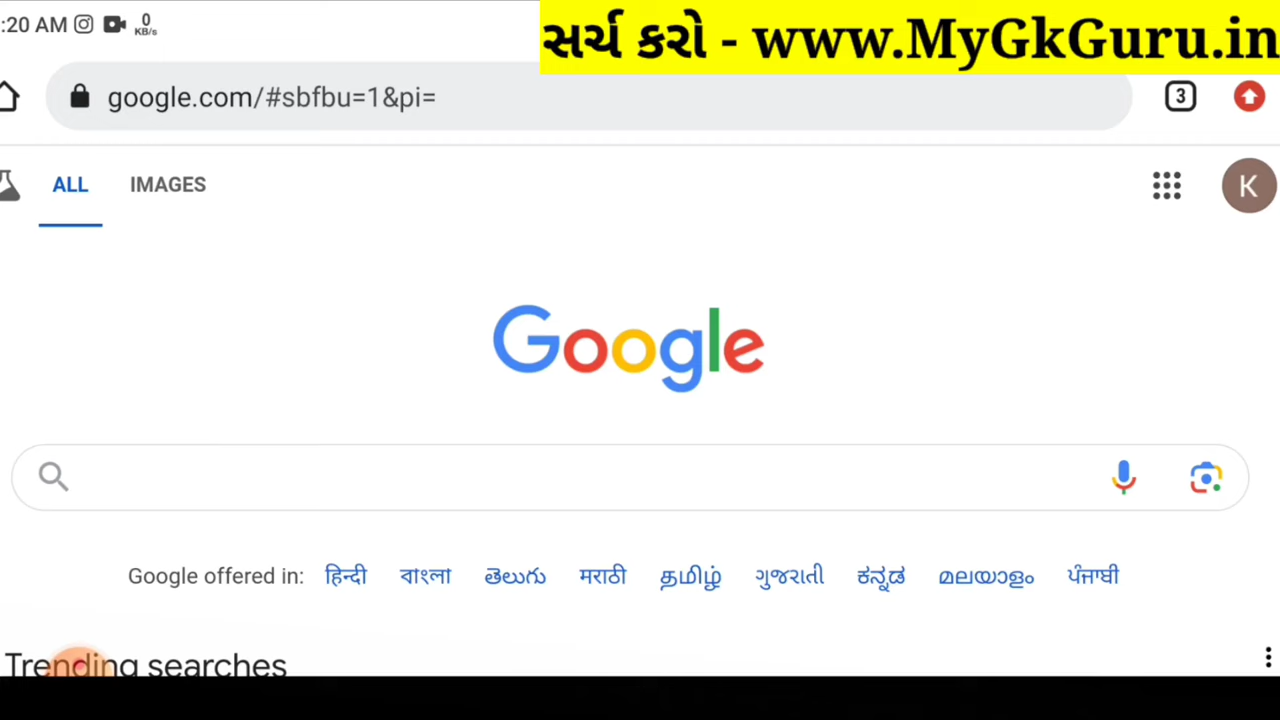 :20 AM 0 KB/s
સર્ચ કરો - www.MyGkGuru.in
google.com/#sbfbu=1&pi=
3
ALL IMAGES
K
Google
Google offered in: हिन्दी বাংলা తెలుగు मराठी தமிழ் ગુજરાતી ಕನ್ನಡ മലയാളം ਪੰਜਾਬੀ
Trending searches